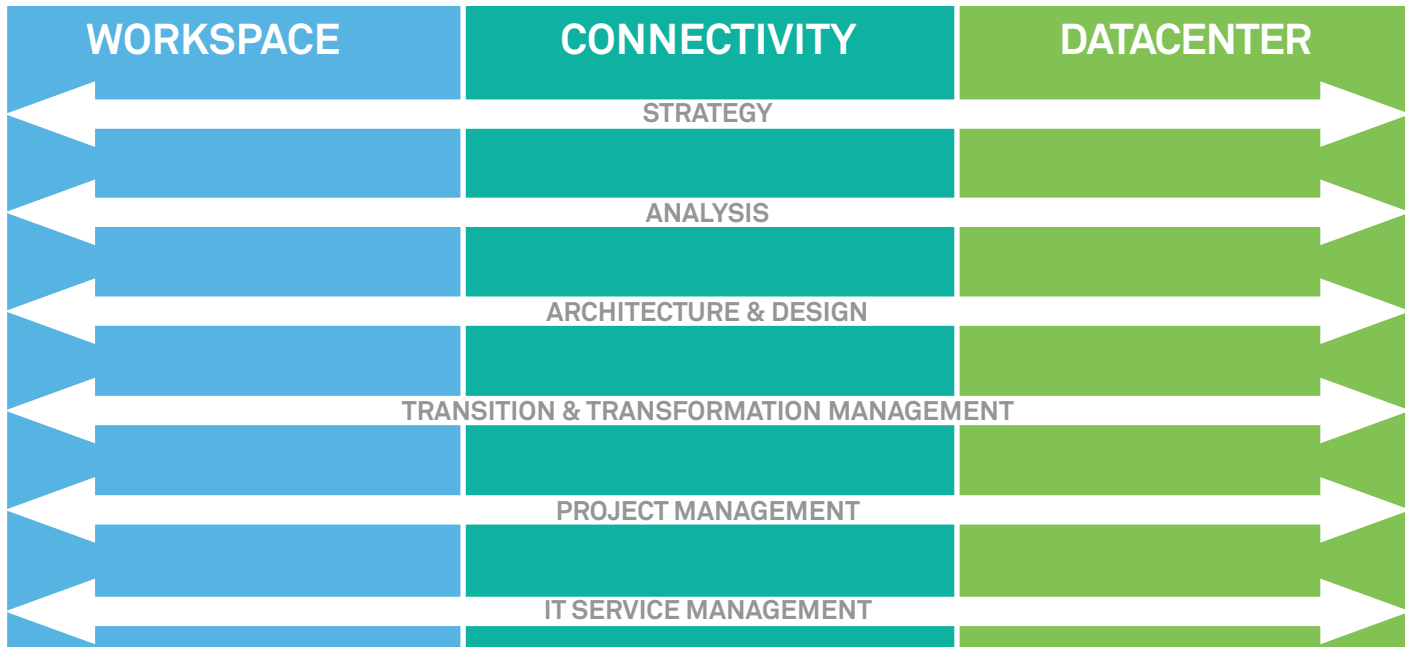 WORKSPACE
CONNECTIVITY
DATACENTER
STRATEGY
ANALYSIS
ARCHITECTURE & DESIGN
TRANSITION & TRANSFORMATION MANAGEMENT
PROJECT MANAGEMENT
IT SERVICE MANAGEMENT